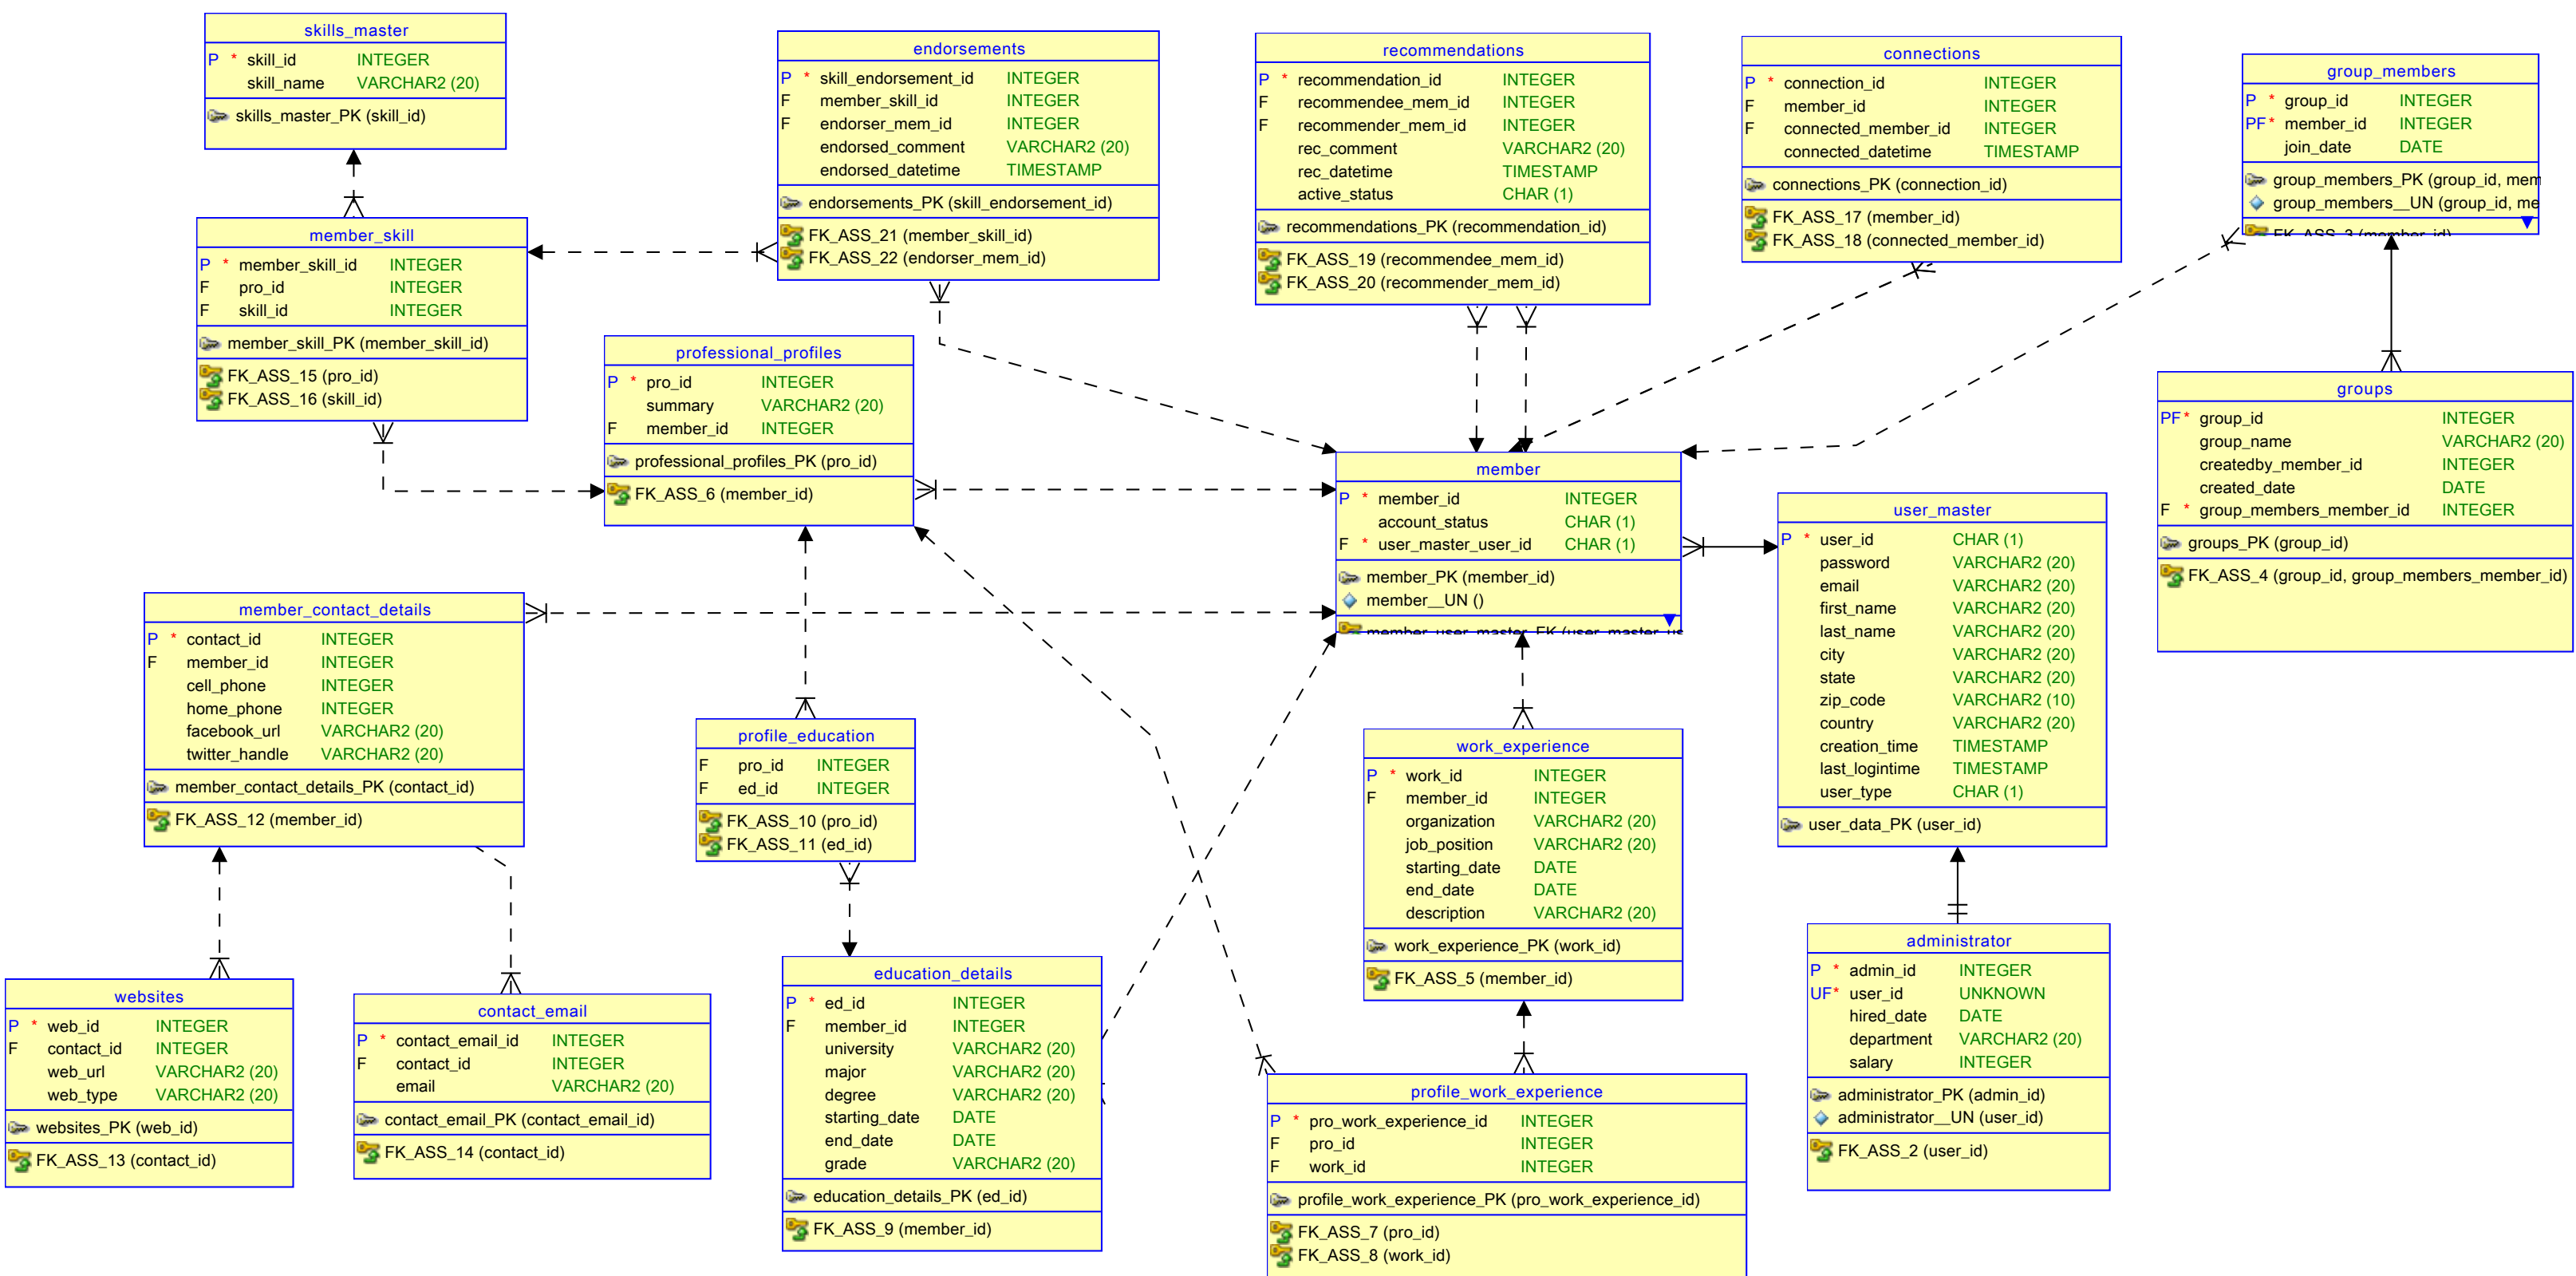 skills_master
P * skill_id INTEGER
skill_name VARCHAR2 (20)
skills_master_PK (skill_id)
endorsements
P * skill_endorsement_id INTEGER
F member_skill_id INTEGER
F endorser_mem_id INTEGER
endorsed_comment VARCHAR2 (20)
endorsed_datetime TIMESTAMP
endorsements_PK (skill_endorsement_id)
FK_ASS_21 (member_skill_id)
FK_ASS_22 (endorser_mem_id)
recommendations
P * recommendation_id INTEGER
F recommendee_mem_id INTEGER
F recommender_mem_id INTEGER
rec_comment VARCHAR2 (20)
rec_datetime TIMESTAMP
active_status CHAR (1)
recommendations_PK (recommendation_id)
FK_ASS_19 (recommendee_mem_id)
FK_ASS_20 (recommender_mem_id)
connections
P * connection_id INTEGER
F member_id INTEGER
F connected_member_id INTEGER
connected_datetime TIMESTAMP
connections_PK (connection_id)
FK_ASS_17 (member_id)
FK_ASS_18 (connected_member_id)
group_members
P * group_id INTEGER
PF * member_id INTEGER
join_date DATE
group_members_PK (group_id, mem
group_members__UN (group_id, me
FK_ASS_3 (member_id)
member_skill
P * member_skill_id INTEGER
F pro_id INTEGER
F skill_id INTEGER
member_skill_PK (member_skill_id)
FK_ASS_15 (pro_id)
FK_ASS_16 (skill_id)
professional_profiles
P * pro_id INTEGER
summary VARCHAR2 (20)
F member_id INTEGER
professional_profiles_PK (pro_id)
FK_ASS_6 (member_id)
member
P * member_id INTEGER
account_status CHAR (1)
F * user_master_user_id CHAR (1)
member_PK (member_id)
member__UN ()
member_user_master_FK (user_master_us
user_master
P * user_id CHAR (1)
password VARCHAR2 (20)
email VARCHAR2 (20)
first_name VARCHAR2 (20)
last_name VARCHAR2 (20)
city VARCHAR2 (20)
state VARCHAR2 (20)
zip_code VARCHAR2 (10)
country VARCHAR2 (20)
creation_time TIMESTAMP
last_logintime TIMESTAMP
user_type CHAR (1)
user_data_PK (user_id)
groups
PF * group_id INTEGER
group_name VARCHAR2 (20)
createdby_member_id INTEGER
created_date DATE
F * group_members_member_id INTEGER
groups_PK (group_id)
FK_ASS_4 (group_id, group_members_member_id)
member_contact_details
P * contact_id INTEGER
F member_id INTEGER
cell_phone INTEGER
home_phone INTEGER
facebook_url VARCHAR2 (20)
twitter_handle VARCHAR2 (20)
member_contact_details_PK (contact_id)
FK_ASS_12 (member_id)
profile_education
F pro_id INTEGER
F ed_id INTEGER
FK_ASS_10 (pro_id)
FK_ASS_11 (ed_id)
work_experience
P * work_id INTEGER
F member_id INTEGER
organization VARCHAR2 (20)
job_position VARCHAR2 (20)
starting_date DATE
end_date DATE
description VARCHAR2 (20)
work_experience_PK (work_id)
FK_ASS_5 (member_id)
websites
P * web_id INTEGER
F contact_id INTEGER
web_url VARCHAR2 (20)
web_type VARCHAR2 (20)
websites_PK (web_id)
FK_ASS_13 (contact_id)
contact_email
P * contact_email_id INTEGER
F contact_id INTEGER
email VARCHAR2 (20)
contact_email_PK (contact_email_id)
FK_ASS_14 (contact_id)
education_details
P * ed_id INTEGER
F member_id INTEGER
university VARCHAR2 (20)
major VARCHAR2 (20)
degree VARCHAR2 (20)
starting_date DATE
end_date DATE
grade VARCHAR2 (20)
education_details_PK (ed_id)
FK_ASS_9 (member_id)
profile_work_experience
P * pro_work_experience_id INTEGER
F pro_id INTEGER
F work_id INTEGER
profile_work_experience_PK (pro_work_experience_id)
FK_ASS_7 (pro_id)
FK_ASS_8 (work_id)
administrator
P * admin_id INTEGER
UF * user_id UNKNOWN
hired_date DATE
department VARCHAR2 (20)
salary INTEGER
administrator_PK (admin_id)
administrator__UN (user_id)
FK_ASS_2 (user_id)